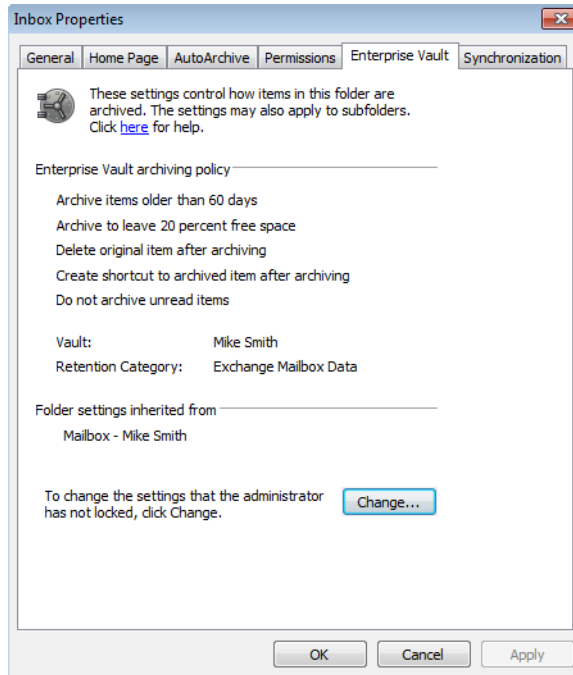 Inbox Properties
General Home Page AutoArchive Permissions Enterprise Vault Synchronization
These settings control how items in this folder are
archived. The settings may also apply to subfolders.
Click here for help.
Enterprise Vault archiving policy
Archive items older than 60 days
Archive to leave 20 percent free space
Delete original item after archiving
Create shortcut to archived item after archiving
Do not archive unread items
Vault: Mike Smith
Retention Category: Exchange Mailbox Data
Folder settings inherited from
Mailbox - Mike Smith
To change the settings that the administrator
has not locked, click Change.
Change...
OK Cancel Apply